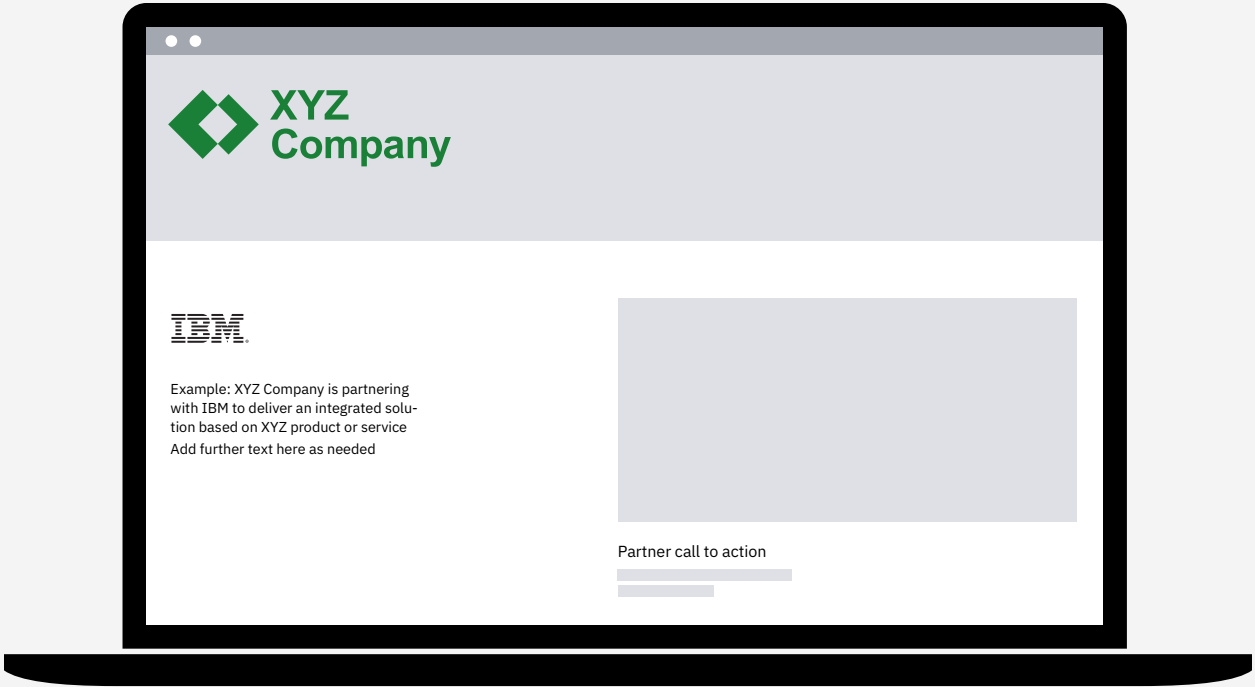 XYZ
Company
IBM®
Example: XYZ Company is partnering
with IBM to deliver an integrated solu-
tion based on XYZ product or service
Add further text here as needed
Partner call to action